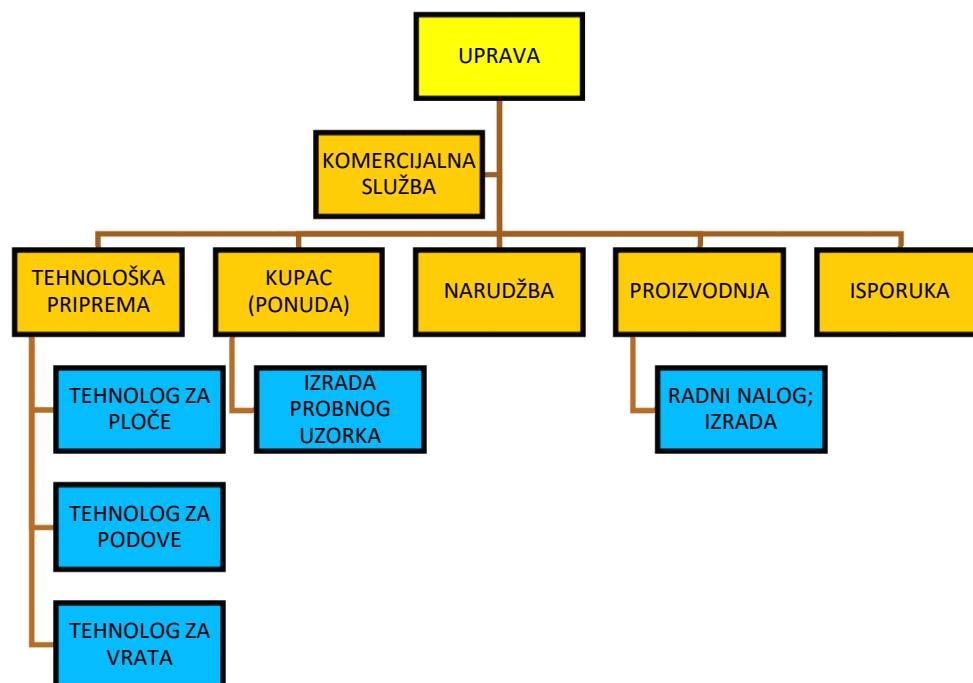 UPRAVA
KOMERCIJALNA
SLUŽBA
TEHNOLOŠKA
PRIPREMA
KUPAC
(PONUDA)
NARUDŽBA
PROIZVODNJA
ISPORUKA
TEHNOLOG ZA
PLOČE
IZRADA
PROBNOG
UZORKA
RADNI NALOG;
IZRADA
TEHNOLOG ZA
PODOVE
TEHNOLOG ZA
VRATA